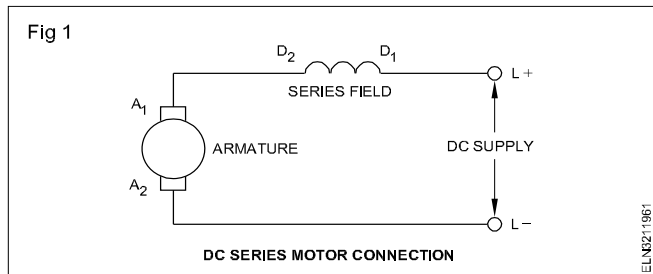 Fig 1
D₂ D₁
L+
SERIES FIELD
A₁
ARMATURE
DC SUPPLY
A₂
L−
DC SERIES MOTOR CONNECTION
ELN3211961